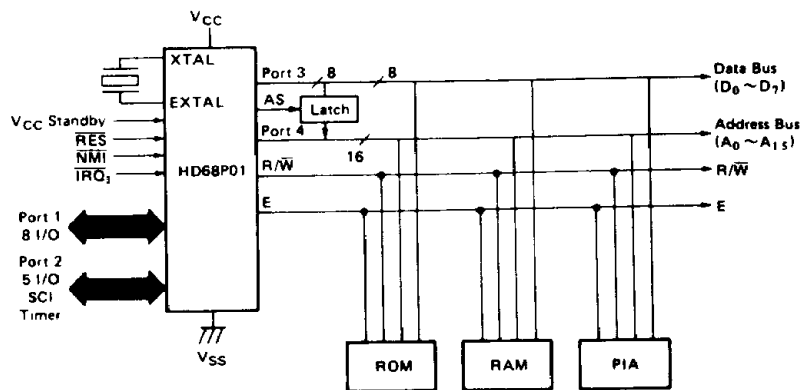 VCC
XTAL
EXTAL
VCC Standby
RES
NMI
IRQ1
Port 1
8 I/O
Port 2
5 I/O
SCI
Timer
HD68P01
VSS
Port 3
8
8
AS
Latch
Port 4
16
R/W
E
Data Bus
(D0~D7)
Address Bus
(A0~A15)
R/W
E
ROM
RAM
PIA